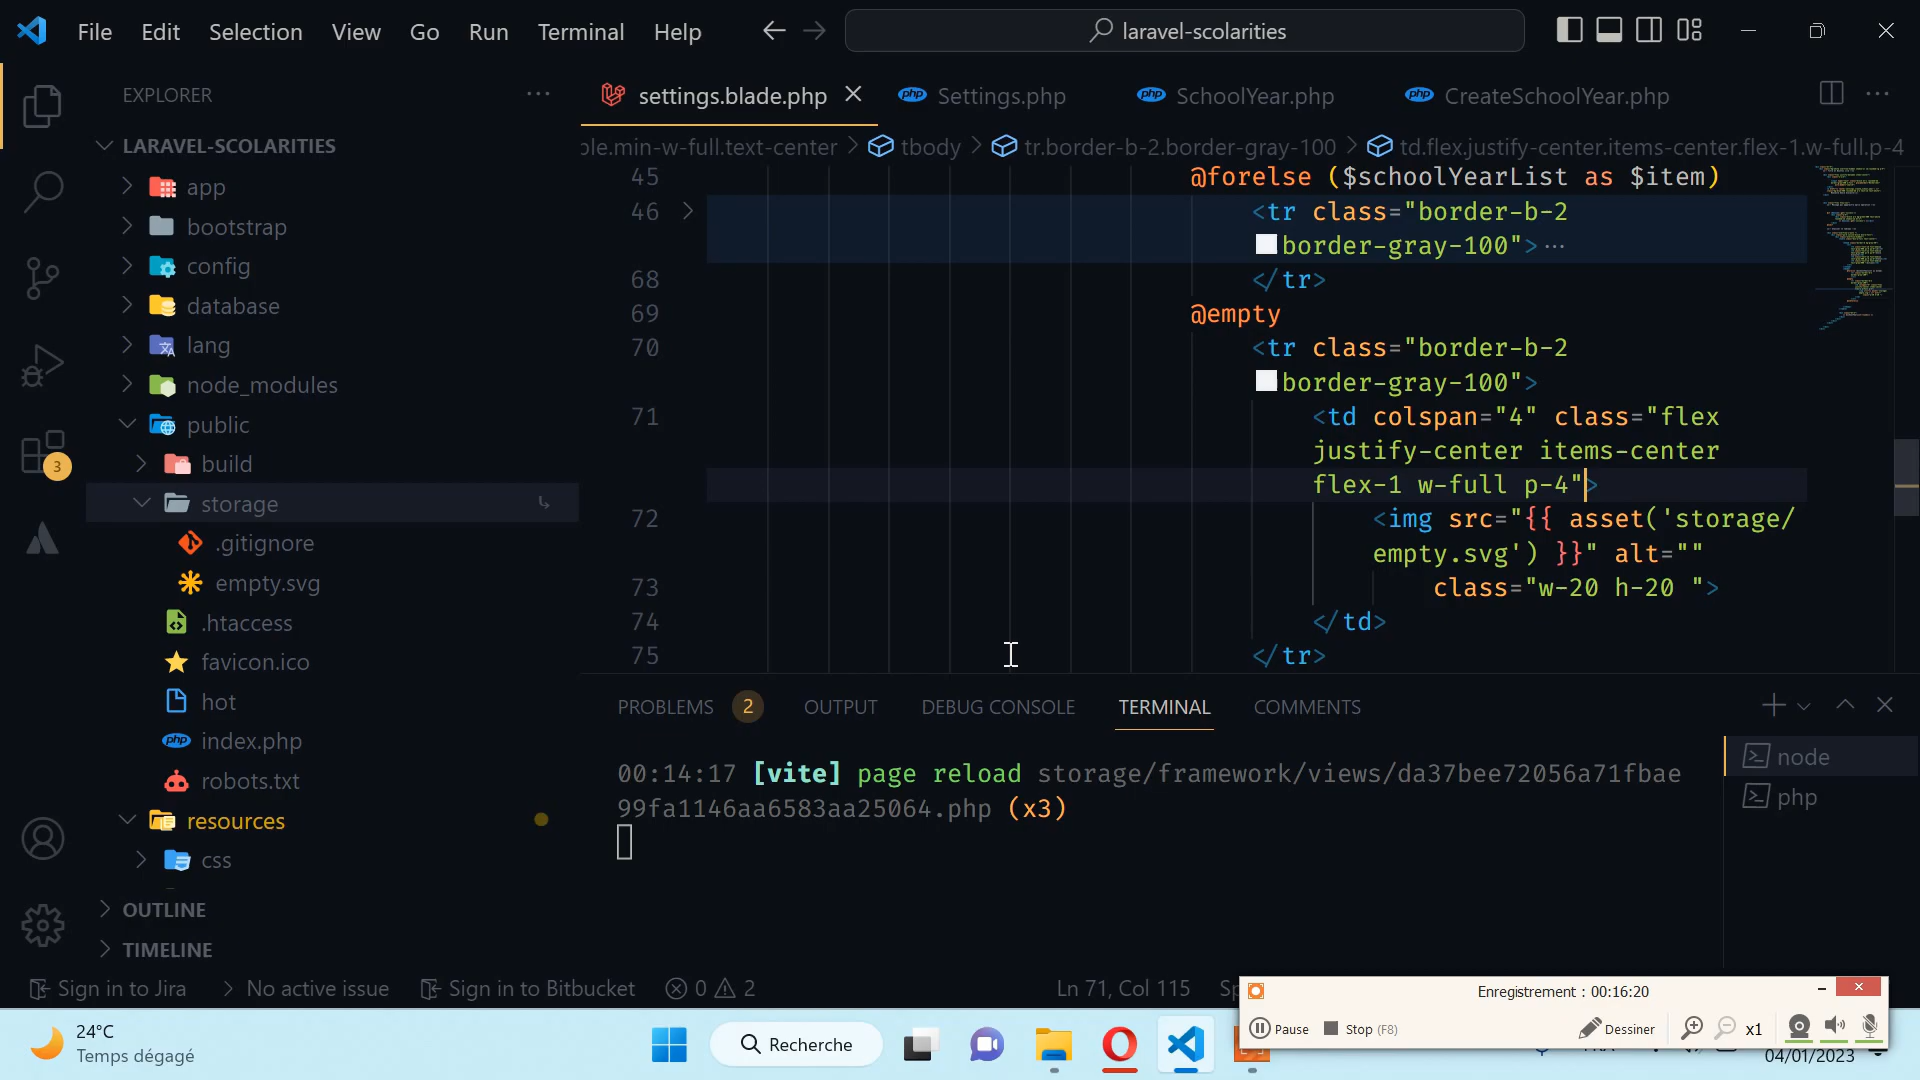 File Edit Selection View Go Run Terminal Help
laravel-scolarities
EXPLORER
LARAVEL-SCOLARITIES
app
bootstrap
config
database
lang
node_modules
public
build
storage
.gitignore
empty.svg
.htaccess
favicon.ico
hot
index.php
robots.txt
resources
css
OUTLINE
TIMELINE
3
settings.blade.php
php Settings.php
php SchoolYear.php
php CreateSchoolYear.php
ble.min-w-full.text-center > tbody > tr.border-b-2.border-gray-100 > td.flex.justify-center.items-center.flex-1.w-full.p-4
45 @forelse ($schoolYearList as $item)
46 <tr class="border-b-2
border-gray-100">···
68 </tr>
69 @empty
70 <tr class="border-b-2
border-gray-100">
71 <td colspan="4" class="flex
justify-center items-center
flex-1 w-full p-4">
72 <img src="{{ asset('storage/
empty.svg') }}" alt=""
73 class="w-20 h-20 ">
74 </td>
75 </tr>
PROBLEMS 2 OUTPUT DEBUG CONSOLE TERMINAL COMMENTS
00:14:17 [vite] page reload storage/framework/views/da37bee72056a71fbae
99fa1146aa6583aa25064.php (x3)
node
php
Sign in to Jira
No active issue
Sign in to Bitbucket
0 2
Ln 71, Col 115
Enregistrement : 00:16:20
Pause Stop (F8) Dessiner x1
24°C
Temps dégagé
Recherche
04/01/2023